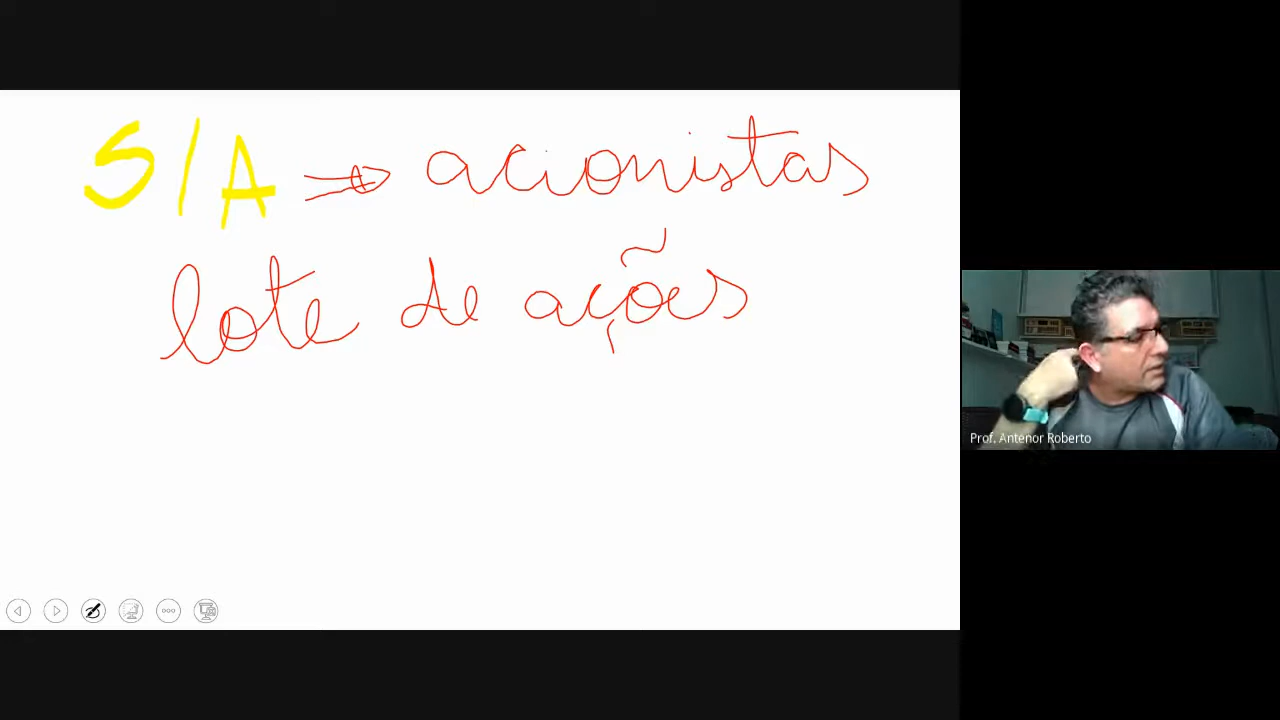 S/A ⇒ acionistas
lote de ações
Prof. Antenor Roberto